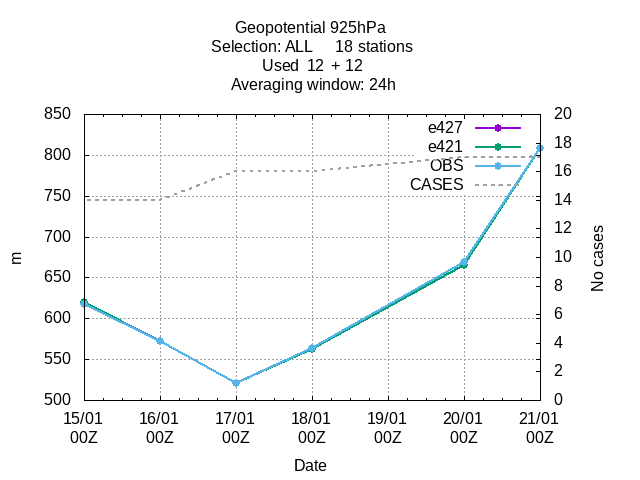 Geopotential 925hPa
Selection: ALL     18 stations
Used  12  + 12
Averaging window: 24h
850
800
750
700
650
600
550
500
m
20
18
16
14
12
10
8
6
4
2
0
No cases
e427
e421
OBS
CASES
15/01 16/01 17/01 18/01 19/01 20/01 21/01
00Z 00Z 00Z 00Z 00Z 00Z 00Z
Date